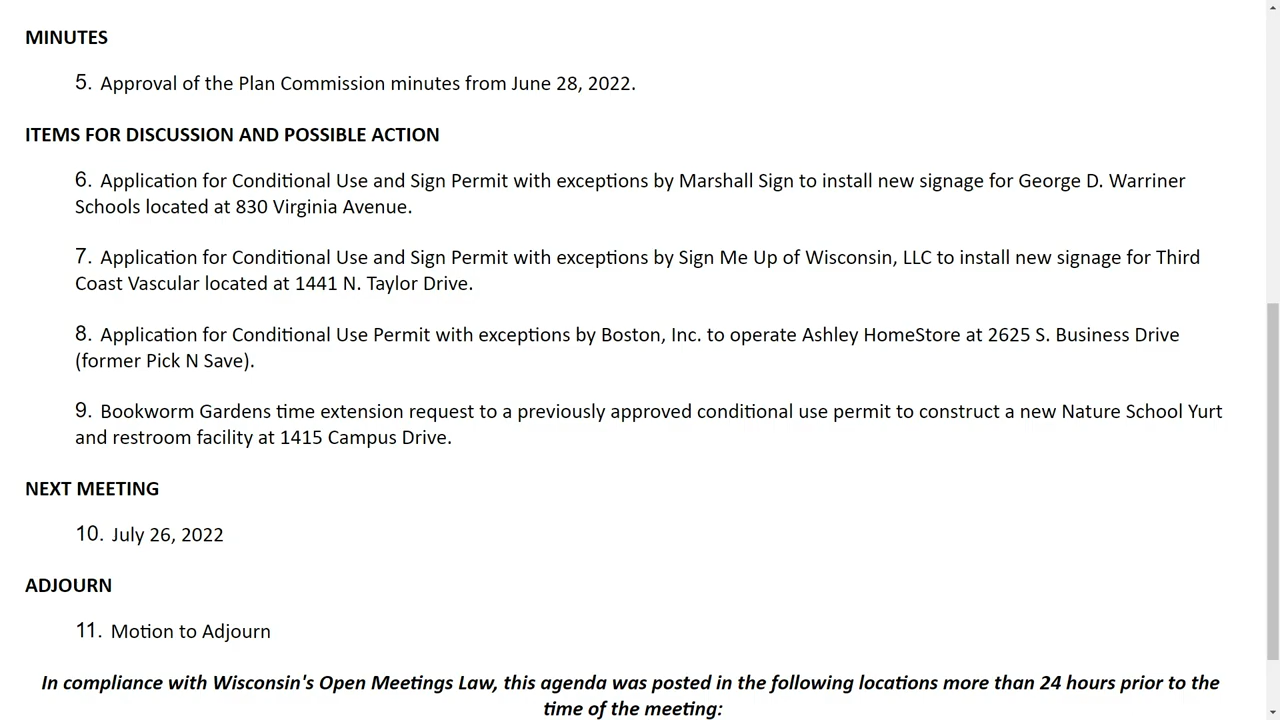 MINUTES
5. Approval of the Plan Commission minutes from June 28, 2022.
ITEMS FOR DISCUSSION AND POSSIBLE ACTION
6. Application for Conditional Use and Sign Permit with exceptions by Marshall Sign to install new signage for George D. Warriner
Schools located at 830 Virginia Avenue.
7. Application for Conditional Use and Sign Permit with exceptions by Sign Me Up of Wisconsin, LLC to install new signage for Third
Coast Vascular located at 1441 N. Taylor Drive.
8. Application for Conditional Use Permit with exceptions by Boston, Inc. to operate Ashley HomeStore at 2625 S. Business Drive
(former Pick N Save).
9. Bookworm Gardens time extension request to a previously approved conditional use permit to construct a new Nature School Yurt
and restroom facility at 1415 Campus Drive.
NEXT MEETING
10. July 26, 2022
ADJOURN
11. Motion to Adjourn
In compliance with Wisconsin's Open Meetings Law, this agenda was posted in the following locations more than 24 hours prior to the
time of the meeting: